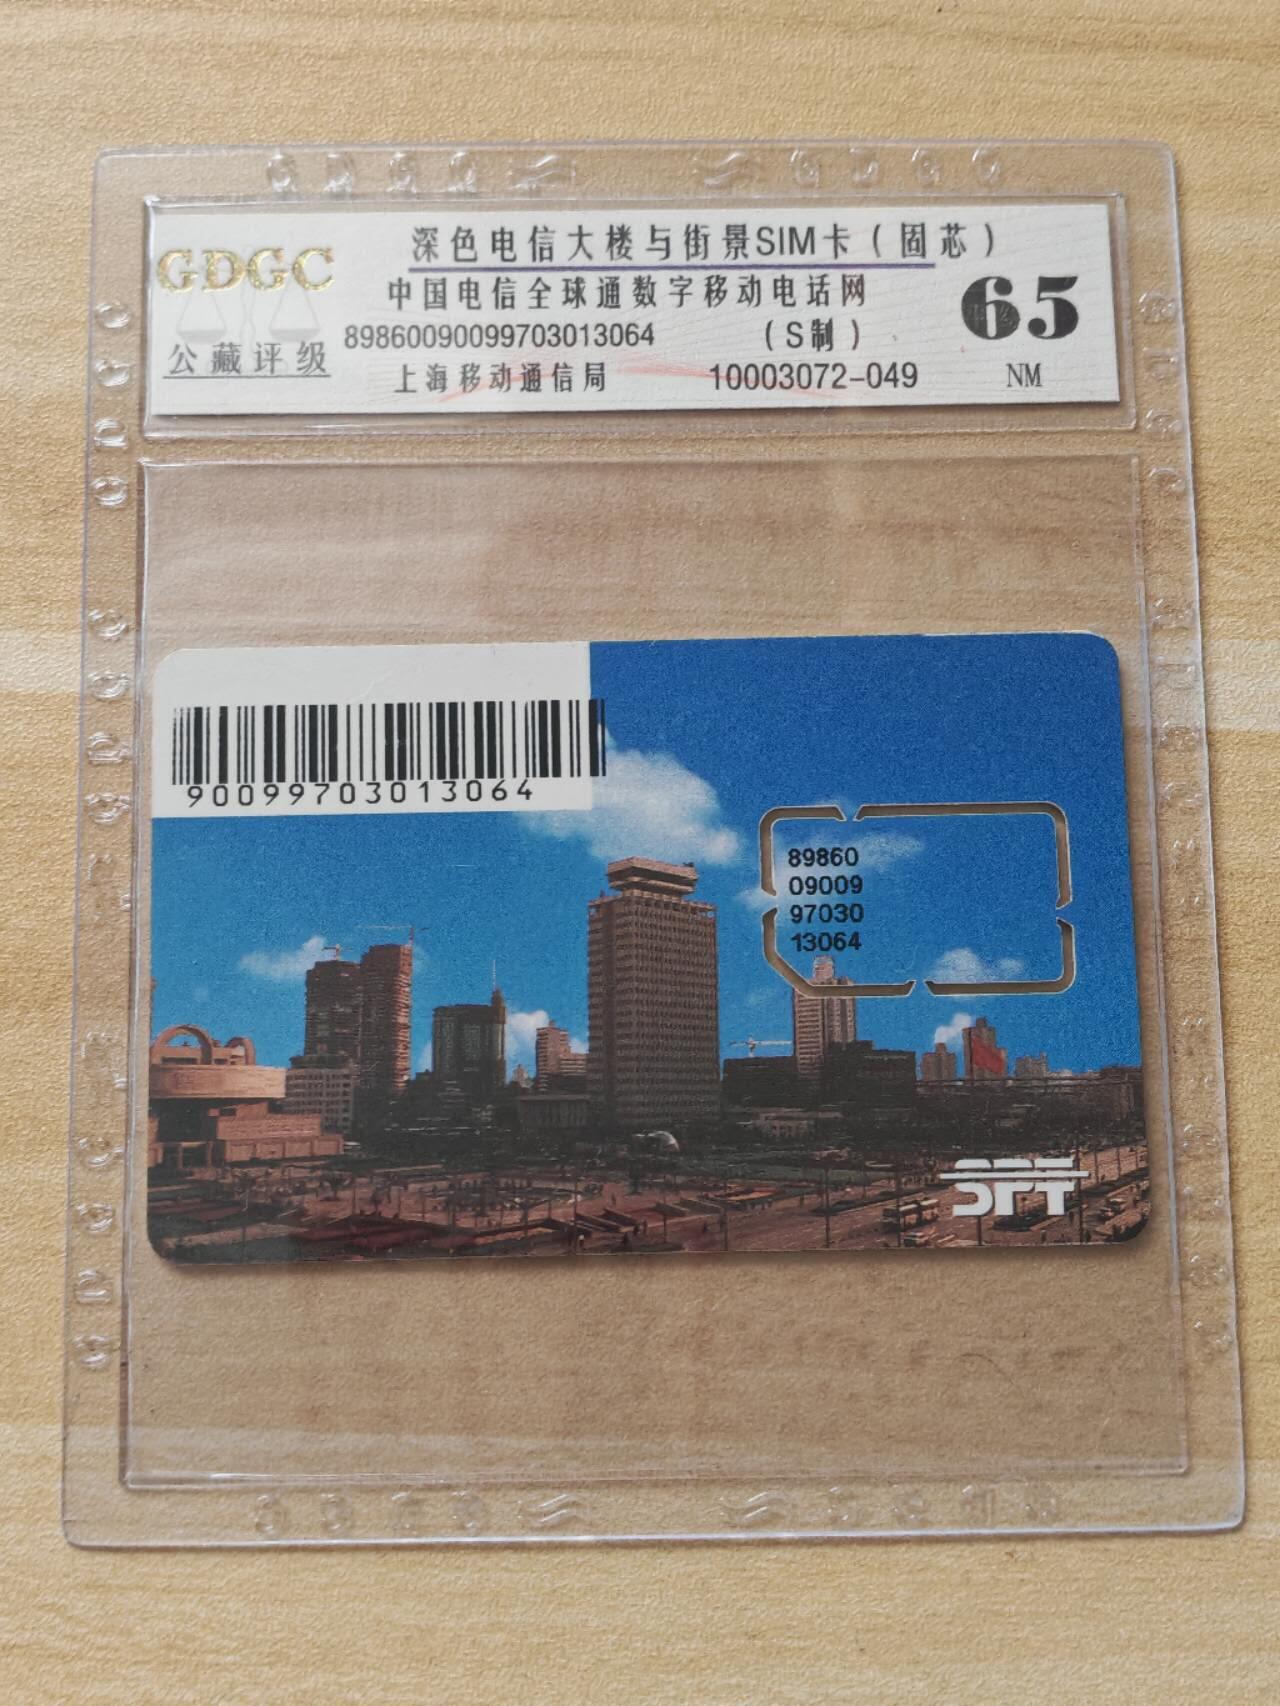 GDGC
公藏评级
深色电信大楼与街景SIM卡（固芯）
中国电信全球通数字移动电话网
89860090099703013064 （S制）
上海移动通信局 10003072-049
65
NM
90099703013064
89860
09009
97030
13064
SPT